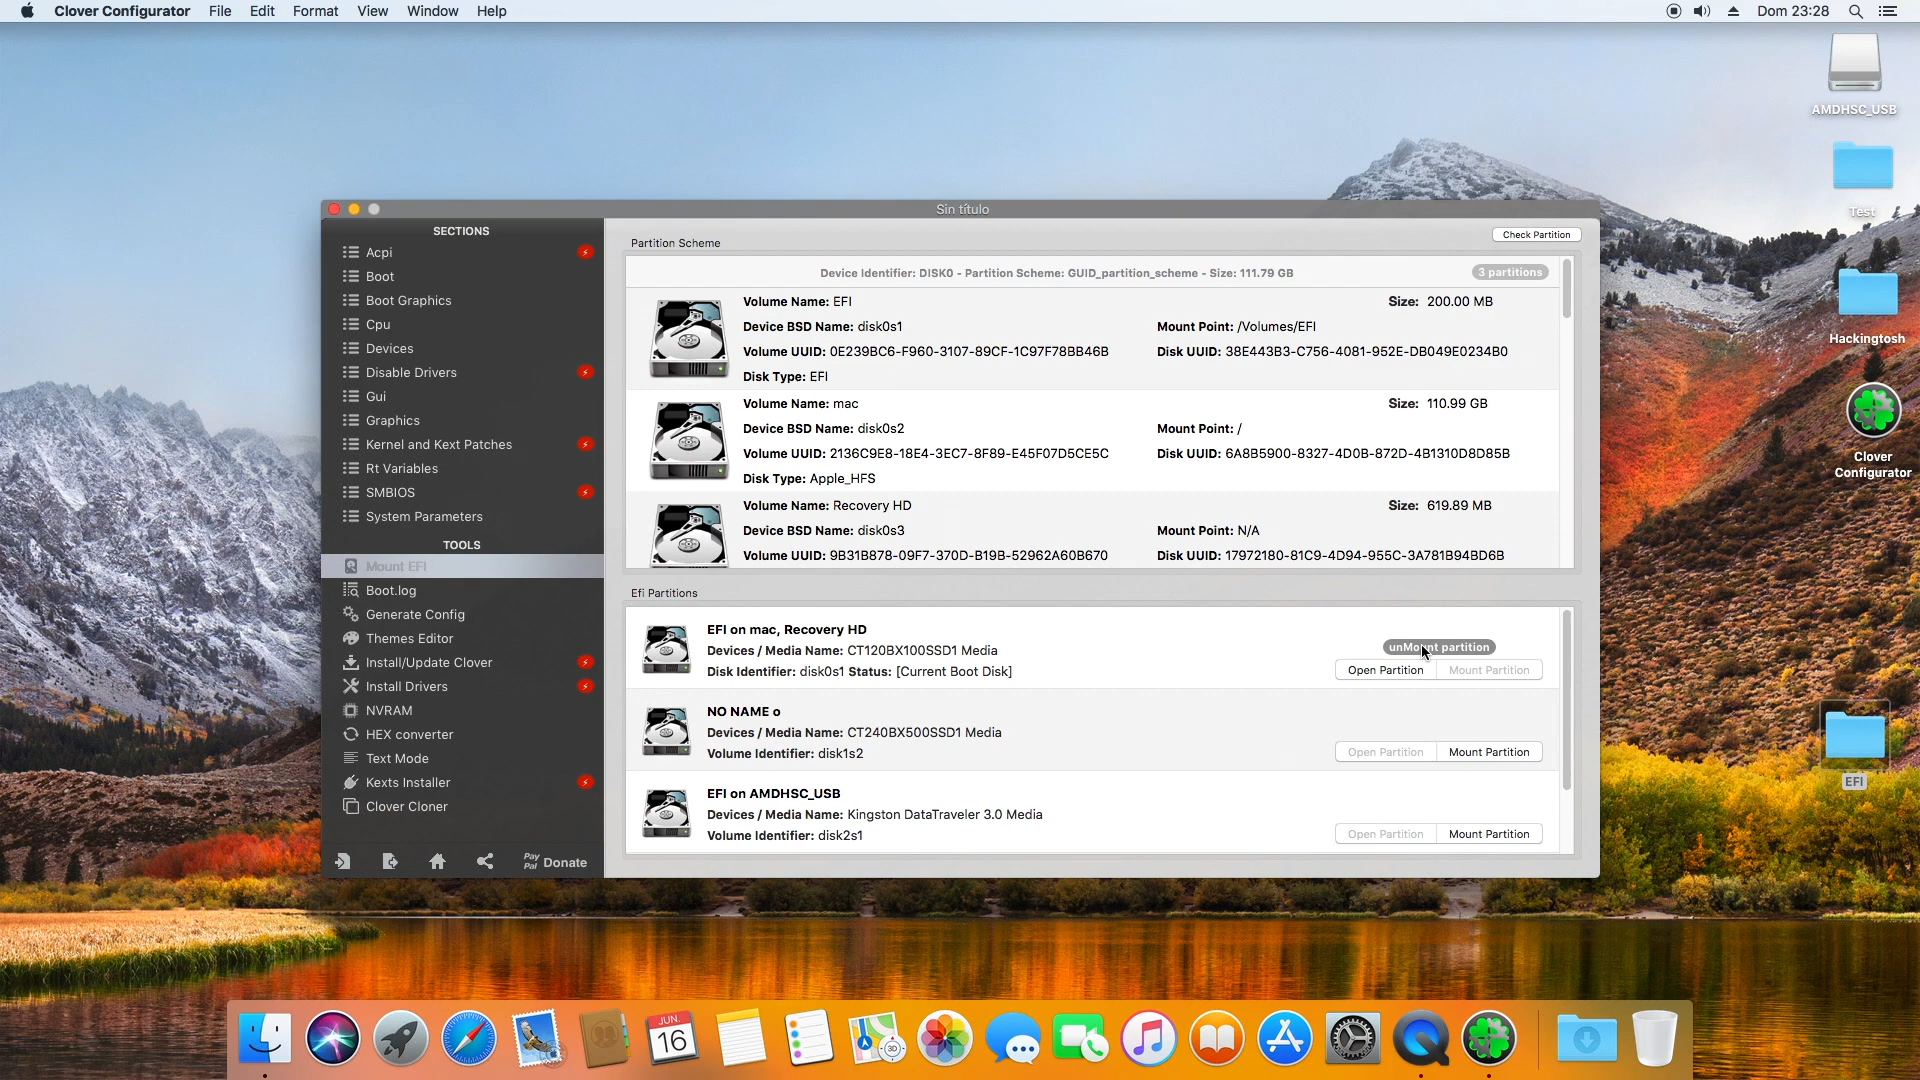 Clover Configurator File Edit Format View Window Help Dom 23:28
AMDHSC_USB
Test
Hackingtosh
Clover
Configurator
EFI
Sin título
SECTIONS
Acpi
Boot
Boot Graphics
Cpu
Devices
Disable Drivers
Gui
Graphics
Kernel and Kext Patches
Rt Variables
SMBIOS
System Parameters
TOOLS
Mount EFI
Boot.log
Generate Config
Themes Editor
Install/Update Clover
Install Drivers
NVRAM
HEX converter
Text Mode
Kexts Installer
Clover Cloner
Pay
Pal Donate
Partition Scheme
Check Partition
Device Identifier: DISK0 - Partition Scheme: GUID_partition_scheme - Size: 111.79 GB
3 partitions
Volume Name: EFI Size: 200.00 MB
Device BSD Name: disk0s1 Mount Point: /Volumes/EFI
Volume UUID: 0E239BC6-F960-3107-89CF-1C97F78BB46B Disk UUID: 38E443B3-C756-4081-952E-DB049E0234B0
Disk Type: EFI
Volume Name: mac Size: 110.99 GB
Device BSD Name: disk0s2 Mount Point: /
Volume UUID: 2136C9E8-18E4-3EC7-8F89-E45F07D5CE5C Disk UUID: 6A8B5900-8327-4D0B-872D-4B1310D8D85B
Disk Type: Apple_HFS
Volume Name: Recovery HD Size: 619.89 MB
Device BSD Name: disk0s3 Mount Point: N/A
Volume UUID: 9B31B878-09F7-370D-B19B-52962A60B670 Disk UUID: 17972180-81C9-4D94-955C-3A781B94BD6B
Efi Partitions
EFI on mac, Recovery HD
Devices / Media Name: CT120BX100SSD1 Media
Disk Identifier: disk0s1 Status: [Current Boot Disk]
unMount partition
Open Partition Mount Partition
NO NAME o
Devices / Media Name: CT240BX500SSD1 Media
Volume Identifier: disk1s2
Open Partition Mount Partition
EFI on AMDHSC_USB
Devices / Media Name: Kingston DataTraveler 3.0 Media
Volume Identifier: disk2s1
Open Partition Mount Partition
JUN.
16
3D